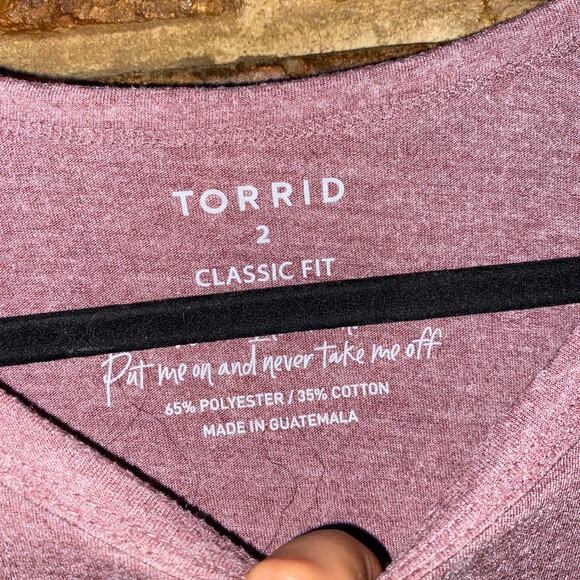 TORRID
2
CLASSIC FIT
Put me on and never take me off
65% POLYESTER / 35% COTTON
MADE IN GUATEMALA